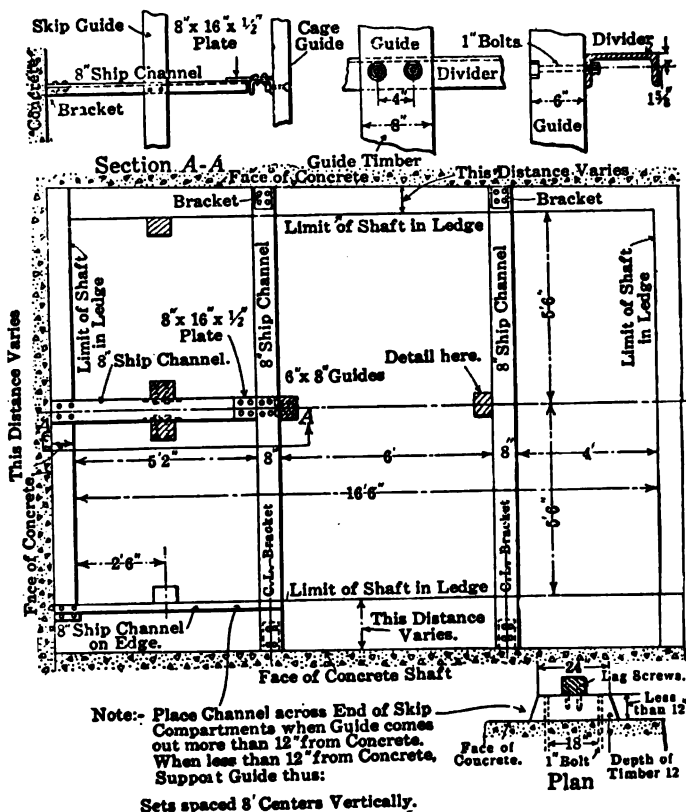 Skip Guide
8"x 16"x ½"
Plate
Cage
Guide
8" Ship Channel
Concrete
Bracket
Section A-A
Guide
Divider
4"
8"
Guide Timber
1" Bolts
Divider
6"
Guide
1⅝"
Face of Concrete
This Distance Varies
Bracket
Bracket
Limit of Shaft in Ledge
Limit of Shaft
in Ledge
8" Ship Channel
8" Ship Channel
Limit of Shaft
in Ledge
5'6"
8"x 16"x ½"
Plate
8" Ship Channel.
6"x 8" Guides
Detail here.
A
This Distance Varies
5'2"
8"
6'
8"
4'
16'6"
5'6"
Face of Concrete
2'6"
C.L. Bracket
C.L. Bracket
Limit of Shaft in Ledge
8" Ship Channel
on Edge.
This Distance
Varies.
Face of Concrete Shaft
Note:- Place Channel across End of Skip
Compartments when Guide comes
out more than 12" from Concrete.
When less than 12" from Concrete,
Support Guide thus:
Sets spaced 8' Centers Vertically.
24
Lag Screws.
Less
than 12"
Face of
Concrete.
18
1" Bolt
Depth of
Timber 12
Plan